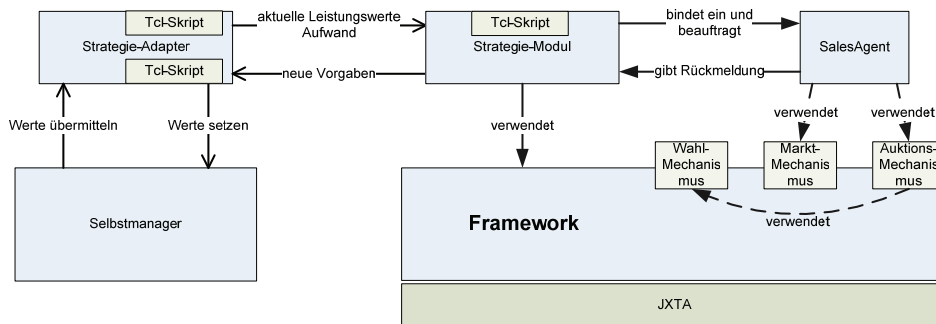 Tcl-Skript
Strategie-Adapter
Tcl-Skript
aktuelle Leistungswerte
Aufwand
neue Vorgaben
Tcl-Skript
Strategie-Modul
bindet ein und
beauftragt
gibt Rückmeldung
SalesAgent
Werte übermitteln
Werte setzen
verwendet
verwendet
verwendet
Wahl-
Mechanis
mus
Markt-
Mechanis
mus
Auktions-
Mechanis
mus
Selbstmanager
Framework
verwendet
JXTA